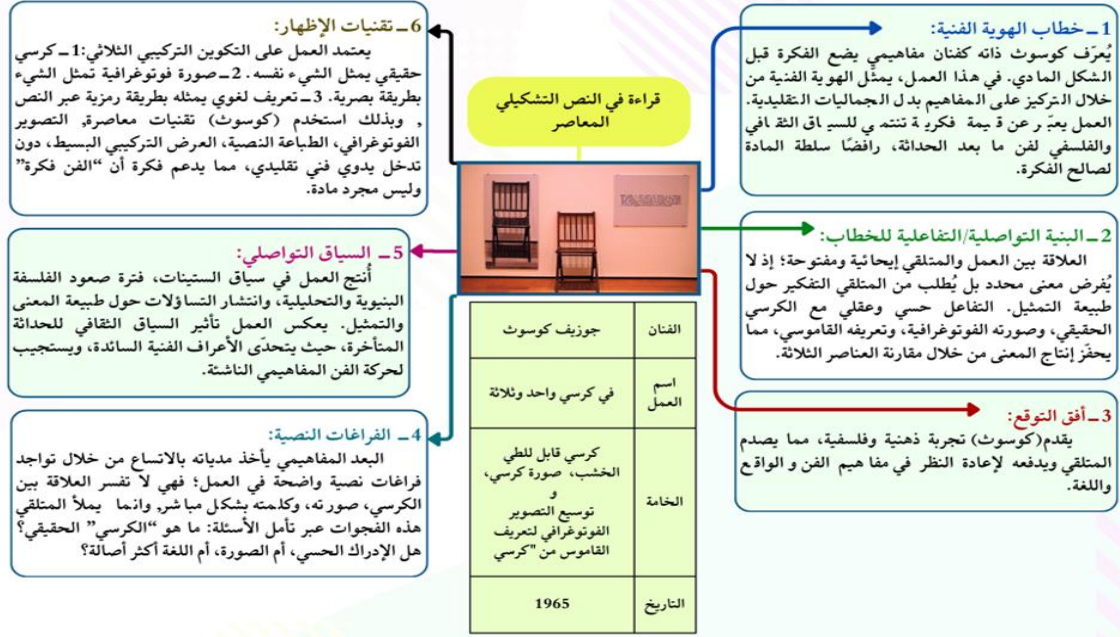 قراءة في النص التشكيلي
المعاصر
1ـ خطاب الهوية الفنية:
يُعرّف كوسوث ذاته كفنان مفاهيمي يضع الفكرة قبل
الشكل المادي. في هذا العمل، يمثّل الهوية الفنية من
خلال التركيز على المفاهيم بدل الجماليات التقليدية.
العمل يعبّر عن قيمة فكرية تنتمي للسياق الثقافي
والفلسفي لفن ما بعد الحداثة، رافضًا سلطة المادة
لصالح الفكرة.
2ـ البنية التواصلية/التفاعلية للخطاب:
العلاقة بين العمل والمتلقي إيحائية ومفتوحة؛ إذ لا
يُفرض معنى محدد بل يُطلب من المتلقي التفكير حول
طبيعة التمثيل. التفاعل حسي وعقلي مع الكرسي
الحقيقي، وصورته الفوتوغرافية، وتعريفه القاموسي، مما
يحفّز إنتاج المعنى من خلال مقارنة العناصر الثلاثة.
3ـ أفق التوقع:
يقدم(كوسوث) تجربة ذهنية وفلسفية، مما يصدم
المتلقي ويدفعه لإعادة النظر في مفاهيم الفن والواقع
واللغة.
4ـ الفراغات النصية:
البعد المفاهيمي يأخذ مدياته بالاتساع من خلال تواجد
فراغات نصية واضحة في العمل؛ فهي لا تفسر العلاقة بين
الكرسي، صورته، وكلمته بشكل مباشر, وانما يملأ المتلقي
هذه الفجوات عبر تأمل الأسئلة: ما هو “الكرسي” الحقيقي؟
هل الإدراك الحسي، أم الصورة، أم اللغة أكثر أصالة؟
5ـ السياق التواصلي:
أُنتج العمل في سياق الستينات، فترة صعود الفلسفة
البنيوية والتحليلية، وانتشار التساؤلات حول طبيعة المعنى
والتمثيل. يعكس العمل تأثير السياق الثقافي للحداثة
المتأخرة، حيث يتحدّى الأعراف الفنية السائدة، ويستجيب
لحركة الفن المفاهيمي الناشئة.
6ـ تقنيات الإظهار:
يعتمد العمل على التكوين التركيبي الثلاثي:1ـ كرسي
حقيقي يمثل الشيء نفسه. 2ـ صورة فوتوغرافية تمثل الشيء
بطريقة بصرية. 3ـ تعريف لغوي يمثله بطريقة رمزية عبر النص
, وبذلك استخدم (كوسوث) تقنيات معاصرة, التصوير
الفوتوغرافي، الطباعة النصية، العرض التركيبي البسيط، دون
تدخل يدوي فني تقليدي، مما يدعم فكرة أن “الفن فكرة”
وليس مجرد مادة.
الفنان
جوزيف كوسوث
اسم
العمل
في كرسي واحد وثلاثة
الخامة
كرسي قابل للطي
الخشب، صورة كرسي،
و
توسيع التصوير
الفوتوغرافي لتعريف
القاموس من "كرسي
التاريخ
1965